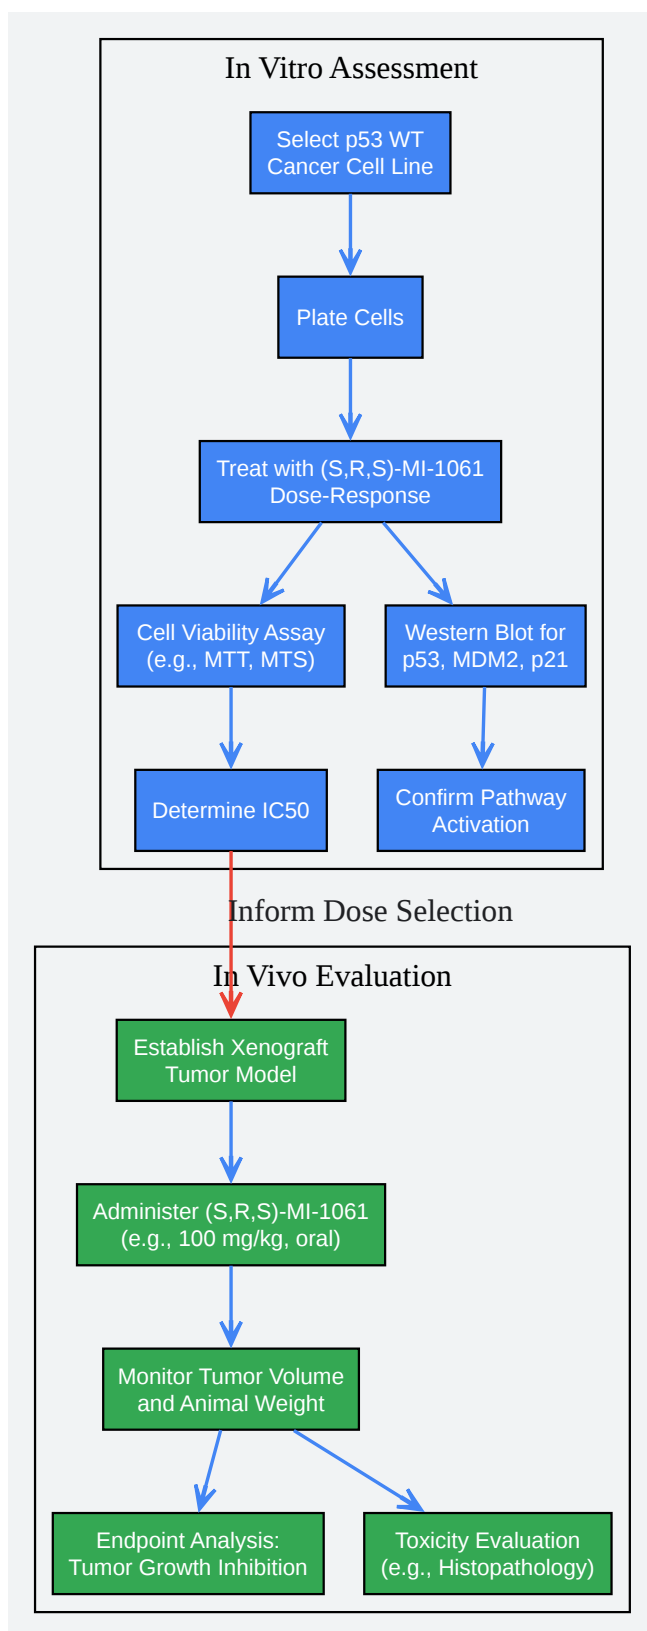 In Vitro Assessment
Select p53 WT
Cancer Cell Line
Plate Cells
Treat with (S,R,S)-MI-1061
Dose-Response
Cell Viability Assay
(e.g., MTT, MTS)
Western Blot for
p53, MDM2, p21
Determine IC50
Confirm Pathway
Activation
Inform Dose Selection
In Vivo Evaluation
Establish Xenograft
Tumor Model
Administer (S,R,S)-MI-1061
(e.g., 100 mg/kg, oral)
Monitor Tumor Volume
and Animal Weight
Endpoint Analysis:
Tumor Growth Inhibition
Toxicity Evaluation
(e.g., Histopathology)